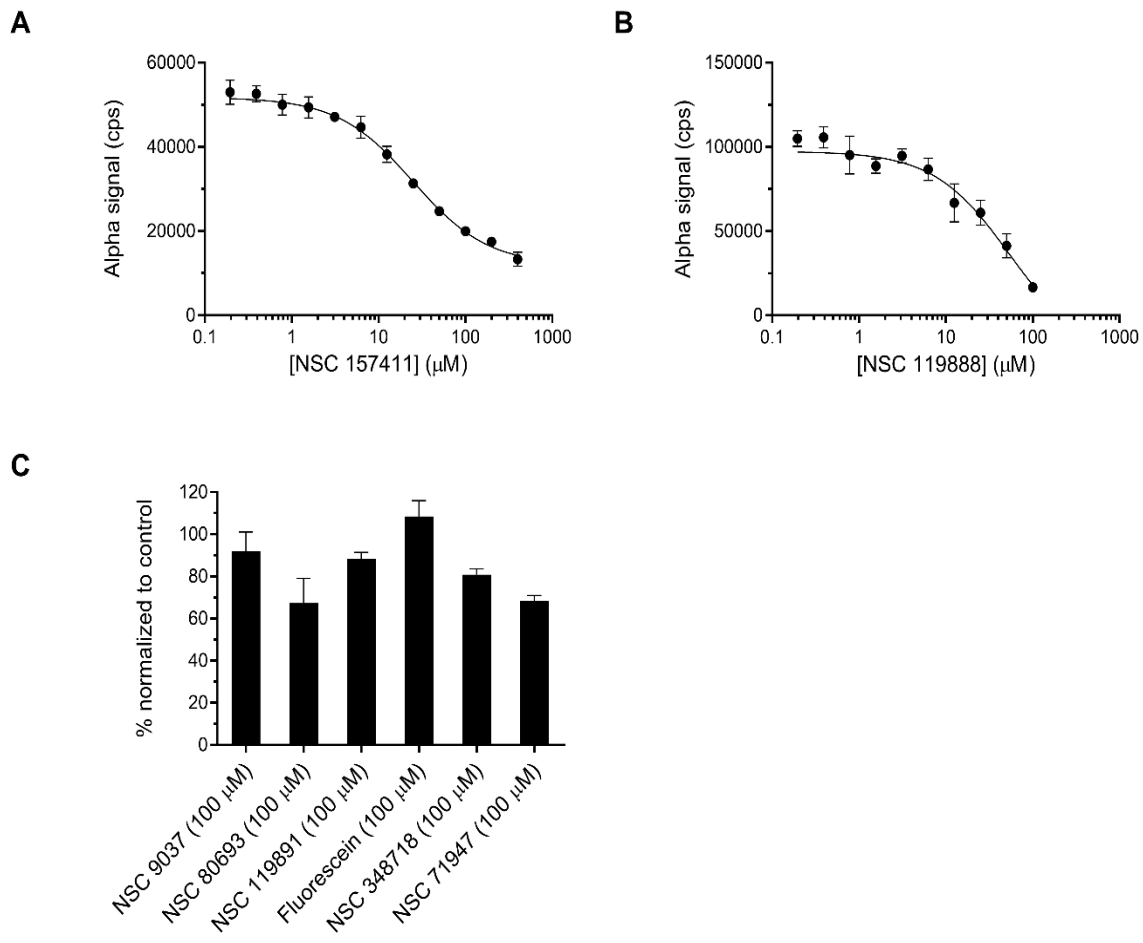 A
Alpha signal (cps)
60000
40000
20000
0
0.1
1
10
100
1000
[NSC 157411] (μM)
B
Alpha signal (cps)
150000
100000
50000
0
0.1
1
10
100
1000
[NSC 119888] (μM)
C
% normalized to control
120
100
80
60
40
20
0
NSC 9037 (100 μM)
NSC 80693 (100 μM)
NSC 119891 (100 μM)
Fluorescein (100 μM)
NSC 348718 (100 μM)
NSC 71947 (100 μM)